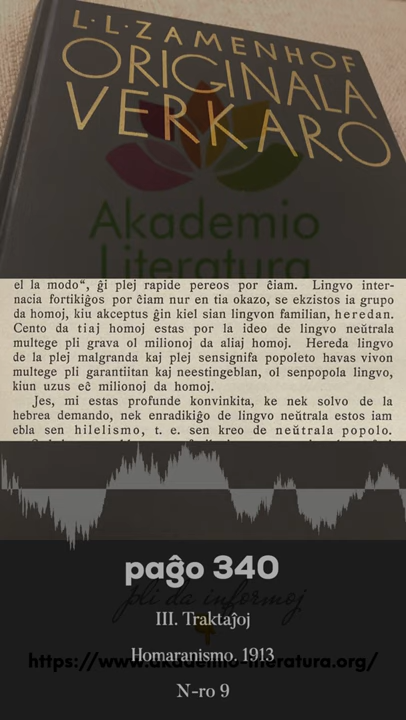 L·L·ZAMENHOF
ORIGINALA
VERKARO
Akademio
Literatura
el la modo“, ĝi plej rapide pereos por ĉiam. Lingvo inter-
nacia fortikiĝos por ĉiam nur en tia okazo, se ekzistos ia grupo
da homoj, kiu akceptus ĝin kiel sian lingvon familian, heredan.
Cento da tiaj homoj estas por la ideo de lingvo neŭtrala
multege pli grava ol milionoj da aliaj homoj. Hereda lingvo
de la plej malgranda kaj plej sensignifa popoleto havas vivon
multege pli garantiitan kaj neestingeblan, ol senpopola lingvo,
kiun uzus eĉ milionoj da homoj.
Jes, mi estas profunde konvinkita, ke nek solvo de la
hebrea demando, nek enradikiĝo de lingvo neŭtrala estos iam
ebla sen hilelismo, t. e. sen kreo de neŭtrala popolo.
paĝo 340
pli da informoj
III. Traktaĵoj
https://www.akademio-literatura.org/
Homaranismo. 1913
N-ro 9